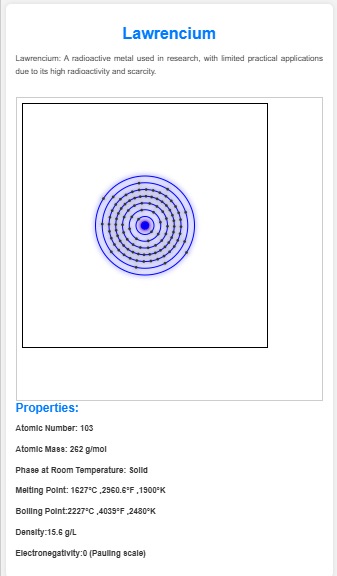 Lawrencium
Lawrencium: A radioactive metal used in research, with limited practical applications
due to its high radioactivity and scarcity.
Properties:
Atomic Number: 103
Atomic Mass: 262 g/mol
Phase at Room Temperature: Solid
Melting Point: 1627°C ,2960.6°F ,1900°K
Boiling Point:2227°C ,4039°F ,2480°K
Density:15.6 g/L
Electronegativity:0 (Pauling scale)